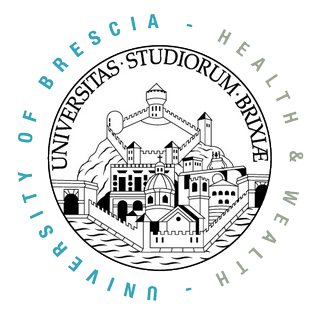 UNIVERSITY OF BRESCIA - HEALTH & WEALTH -
UNIVERSITAS · STUDIORUM · BRIXIÆ